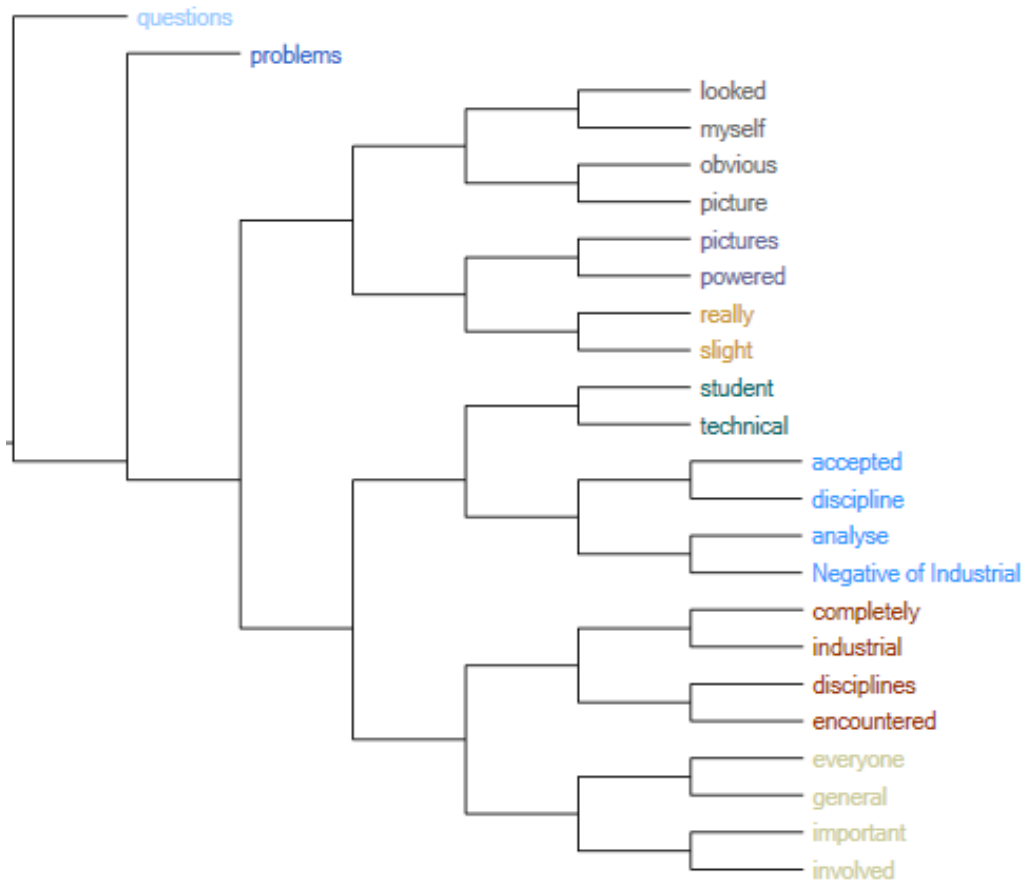 questions
problems
looked
myself
obvious
picture
pictures
powered
really
slight
student
technical
accepted
discipline
analyse
Negative of Industrial
completely
industrial
disciplines
encountered
everyone
general
important
involved